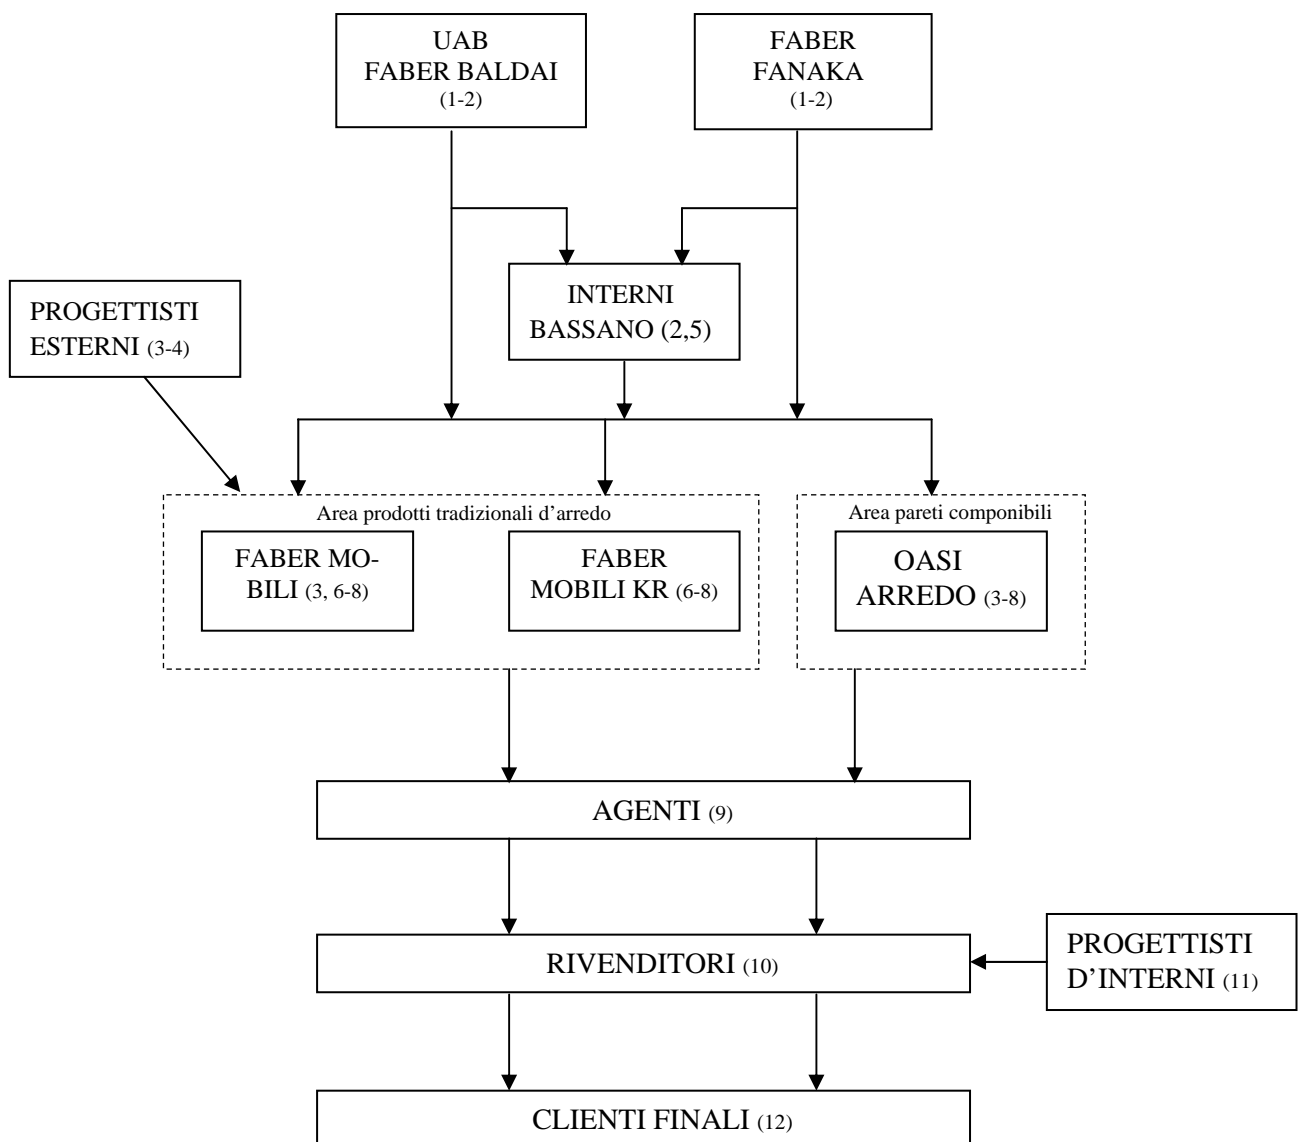 UAB
FABER BALDAI
(1-2)
FABER
FANAKA
(1-2)
INTERNI
BASSANO (2,5)
PROGETTISTI
ESTERNI (3-4)
Area prodotti tradizionali d’arredo
FABER MO-
BILI (3, 6-8)
FABER
MOBILI KR (6-8)
Area pareti componibili
OASI
ARREDO (3-8)
AGENTI (9)
RIVENDITORI (10)
PROGETTISTI
D’INTERNI (11)
CLIENTI FINALI (12)